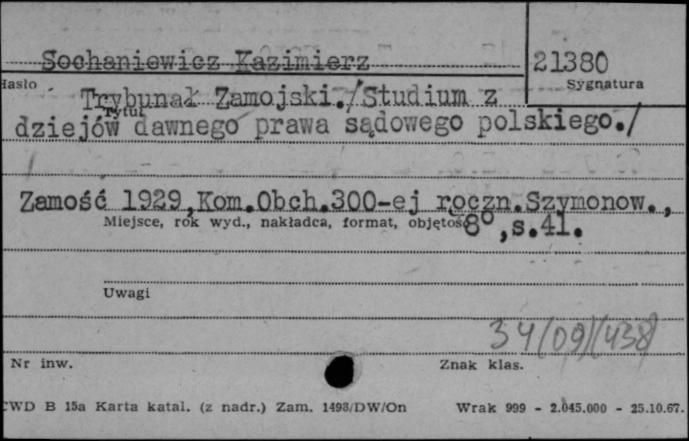 Sochaniewicz Kazimierz
21380
Hasło
Sygnatura
Trybunał Zamojski./Studium z
Tytuł
dziejów dawnego prawa sądowego polskiego./
Zamość 1929,Kom.Obch.300-ej roczn.Szymonow.,
Miejsce, rok wyd., nakładca, format, objętość
8°,s.41.
Uwagi
34(09)(438)
Nr inw.
Znak klas.
CWD B 15a Karta katal. (z nadr.) Zam. 1493/DW/On
Wrak 999 - 2.045.000 - 25.10.67.